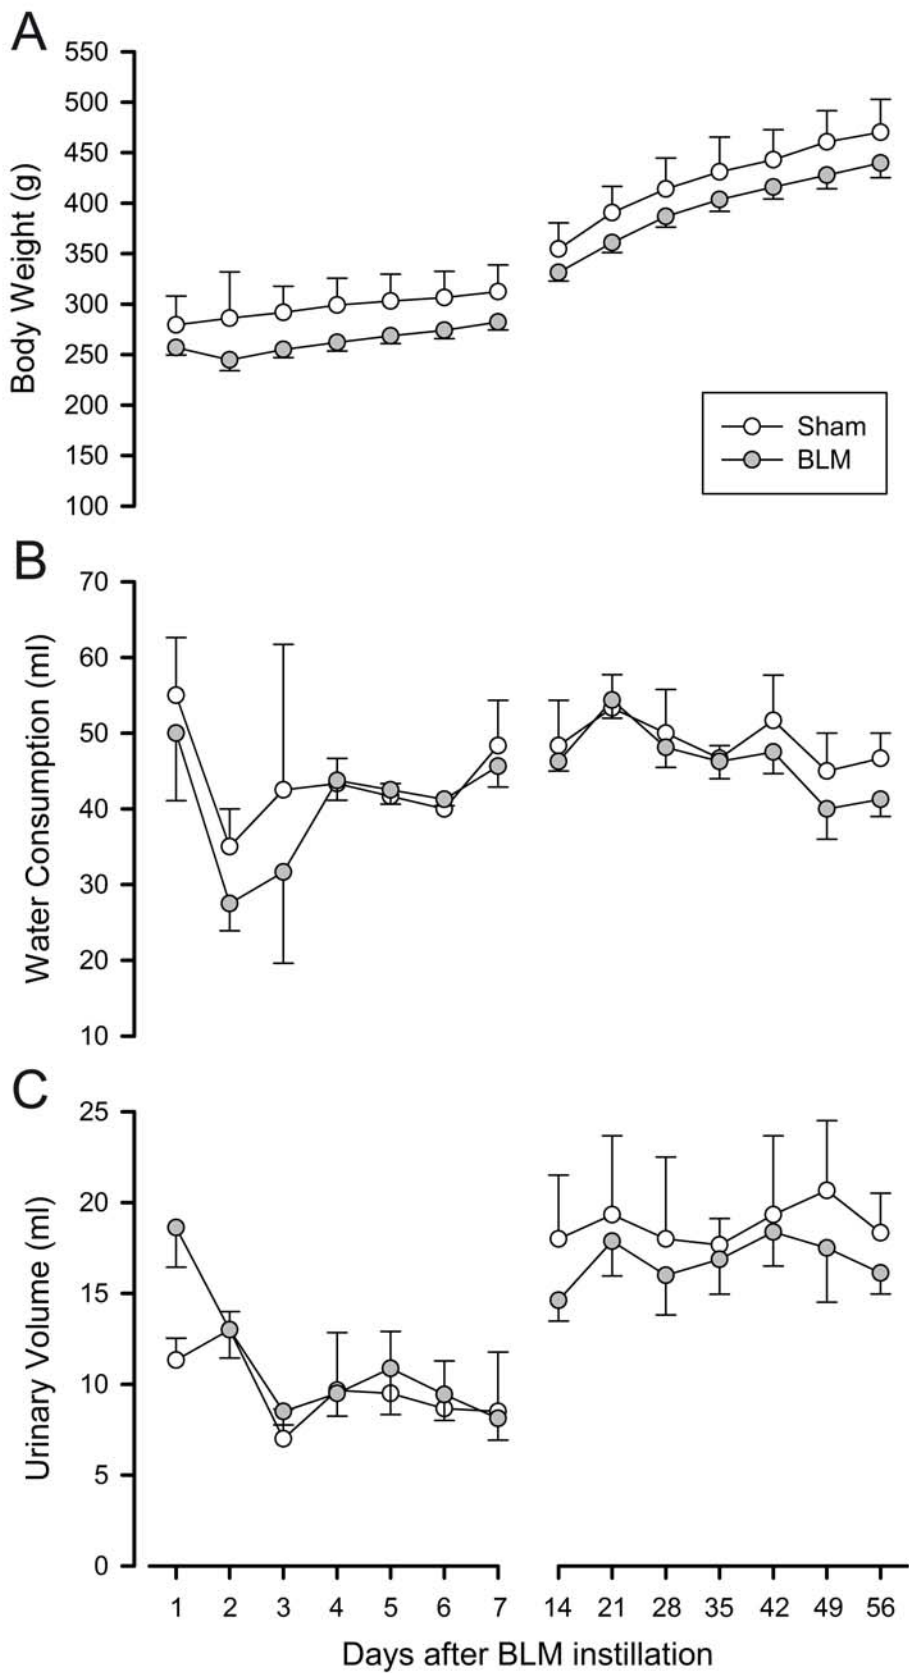 A
550
500
450
400
350
300
250
200
150
100
Body Weight (g)
Sham
BLM
B
70
60
50
40
30
20
10
Water Consumption (ml)
C
25
20
15
10
5
0
Urinary Volume (ml)
1 2 3 4 5 6 7 14 21 28 35 42 49 56
Days after BLM instillation